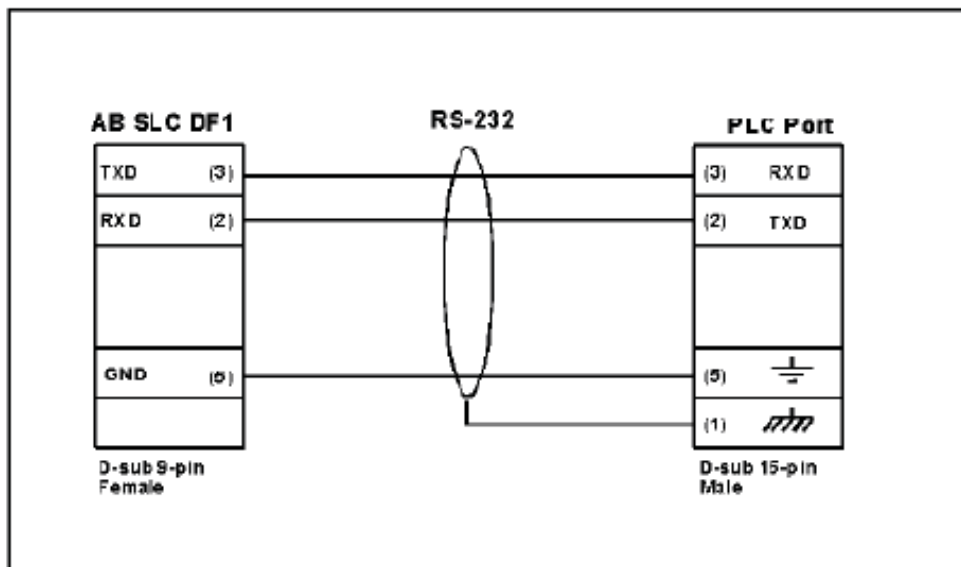 AB SLC DF1 RS-232 PLC Port
TXD (3) (3) RXD
RXD (2) (2) TXD
GND (5) (5)
(1)
D-sub 9-pin D-sub 15-pin
Female Male